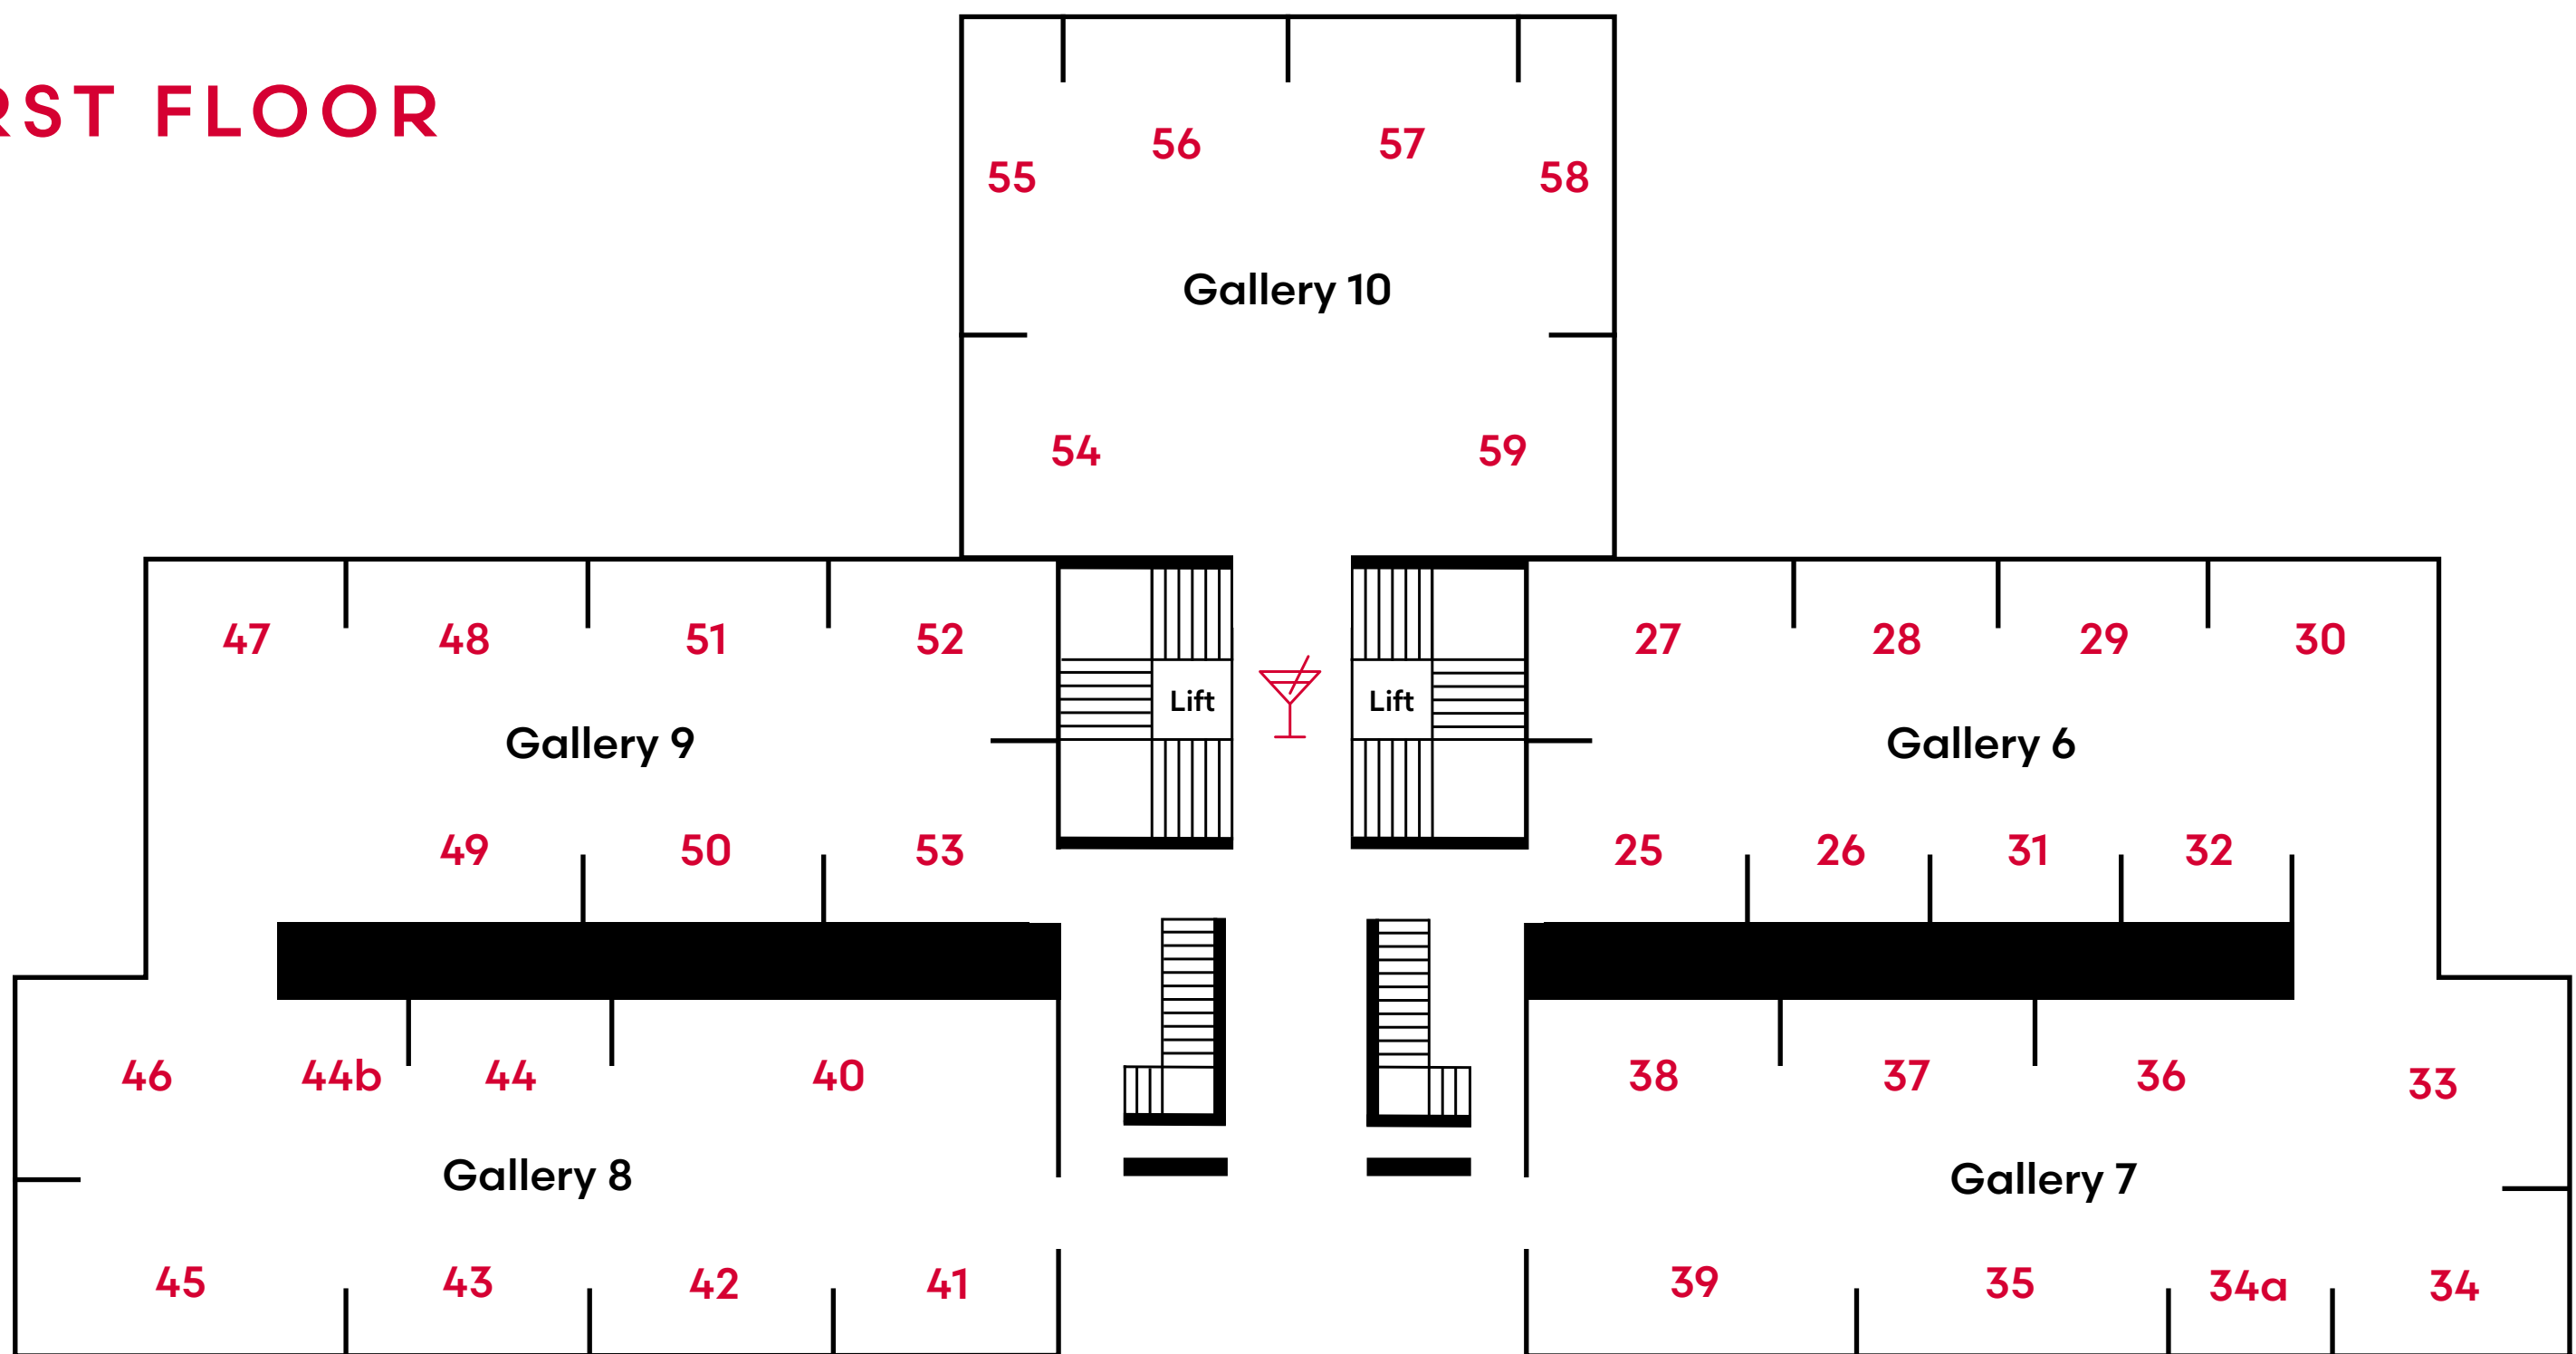 RST FLOOR
56 57
55 58
Gallery 10
54 59
47 48 51 52 27 28 29 30
Lift Lift
Gallery 9 Gallery 6
49 50 53 25 26 31 32
46 44b 44 40 38 37 36 33
Gallery 8 Gallery 7
45 43 42 41 39 35 34a 34